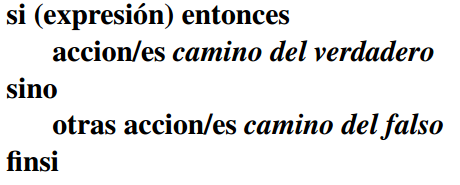 si (expresión) entonces
accion/es camino del verdadero
sino
otras accion/es camino del falso
finsi